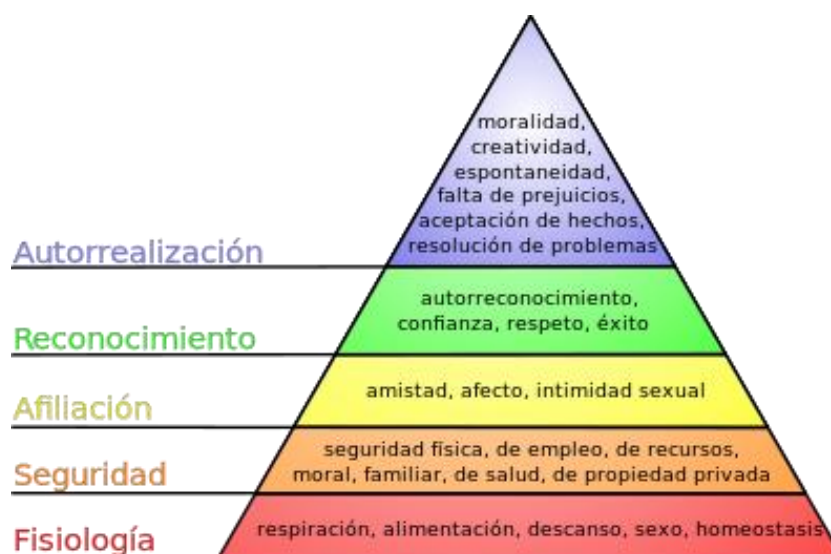 moralidad,
creatividad,
espontaneidad,
falta de prejuicios,
aceptación de hechos,
resolución de problemas
Autorrealización
autorreconocimiento,
confianza, respeto, éxito
Reconocimiento
amistad, afecto, intimidad sexual
Afiliación
seguridad física, de empleo, de recursos,
moral, familiar, de salud, de propiedad privada
Seguridad
respiración, alimentación, descanso, sexo, homeostasis
Fisiología